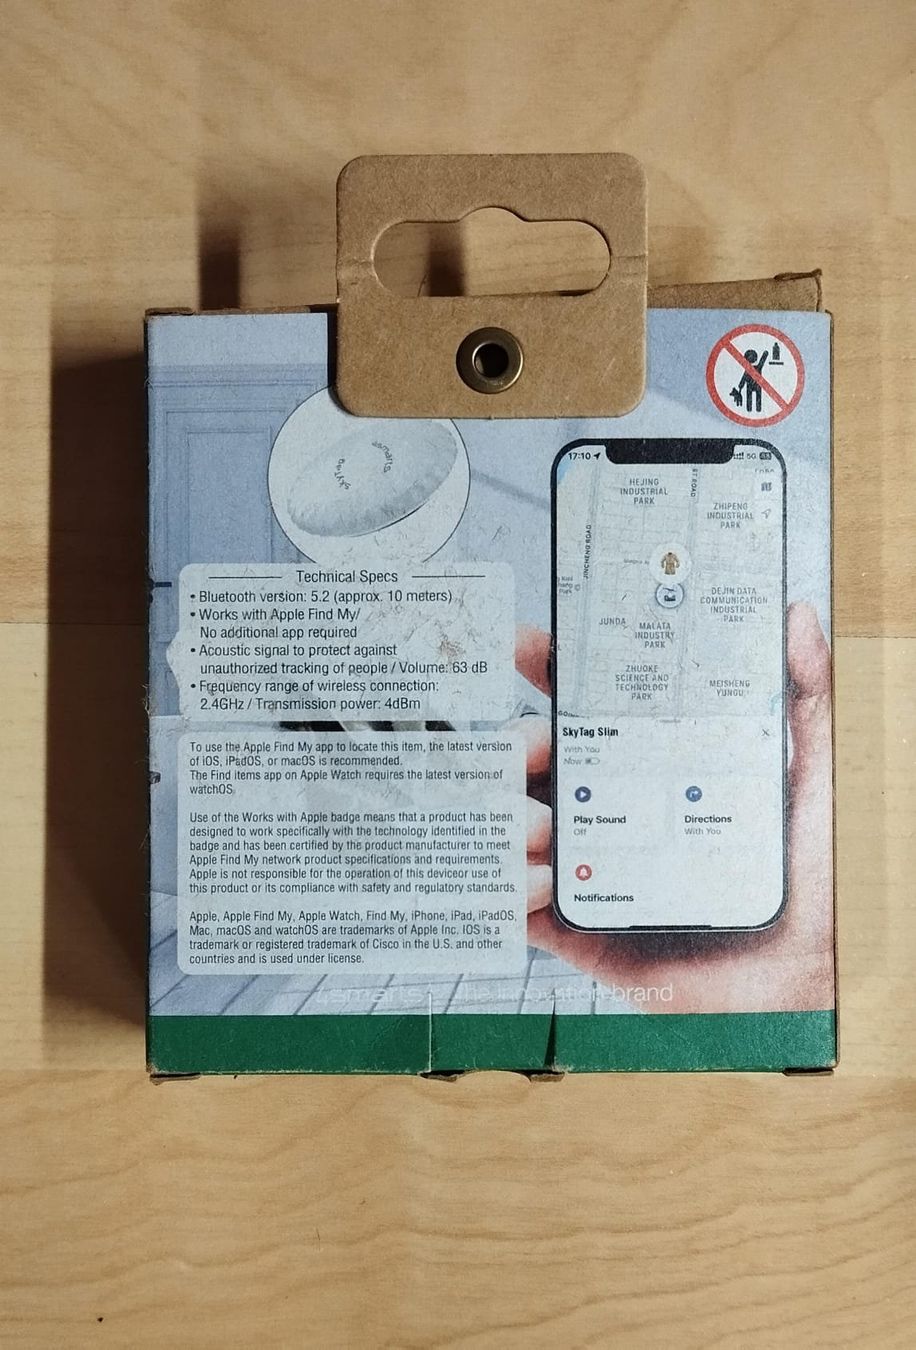 smarts
SkyTag
Technical Specs
• Bluetooth version: 5.2 (approx. 10 meters)
• Works with Apple Find My/
No additional app required
• Acoustic signal to protect against
unauthorized tracking of people / Volume: 63 dB
• Frequency range of wireless connection:
2.4GHz / Transmission power: 4dBm
To use the Apple Find My app to locate this item, the latest version
of iOS, iPadOS, or macOS is recommended.
The Find items app on Apple Watch requires the latest version of
watchOS.
Use of the Works with Apple badge means that a product has been
designed to work specifically with the technology identified in the
badge and has been certified by the product manufacturer to meet
Apple Find My network product specifications and requirements.
Apple is not responsible for the operation of this deviceor use of
this product or its compliance with safety and regulatory standards.
Apple, Apple Find My, Apple Watch, Find My, iPhone, iPad, iPadOS,
Mac, macOS and watchOS are trademarks of Apple Inc. IOS is a
trademark or registered trademark of Cisco in the U.S. and other
countries and is used under license.
17:10 5G
HEJING
INDUSTRIAL
PARK
ZHIPENG
INDUSTRIAL
PARK
JINCHENG ROAD
DEJIN DATA
COMMUNICATION
INDUSTRIAL
PARK
JUNDA
MALATA
INDUSTRY
PARK
ZHUOKE
SCIENCE AND
TECHNOLOGY
PARK
MEISHENG
YUNGU
SkyTag Slim
With You
Now
Play Sound
Off
Directions
With You
Notifications
4smarts the innovation brand